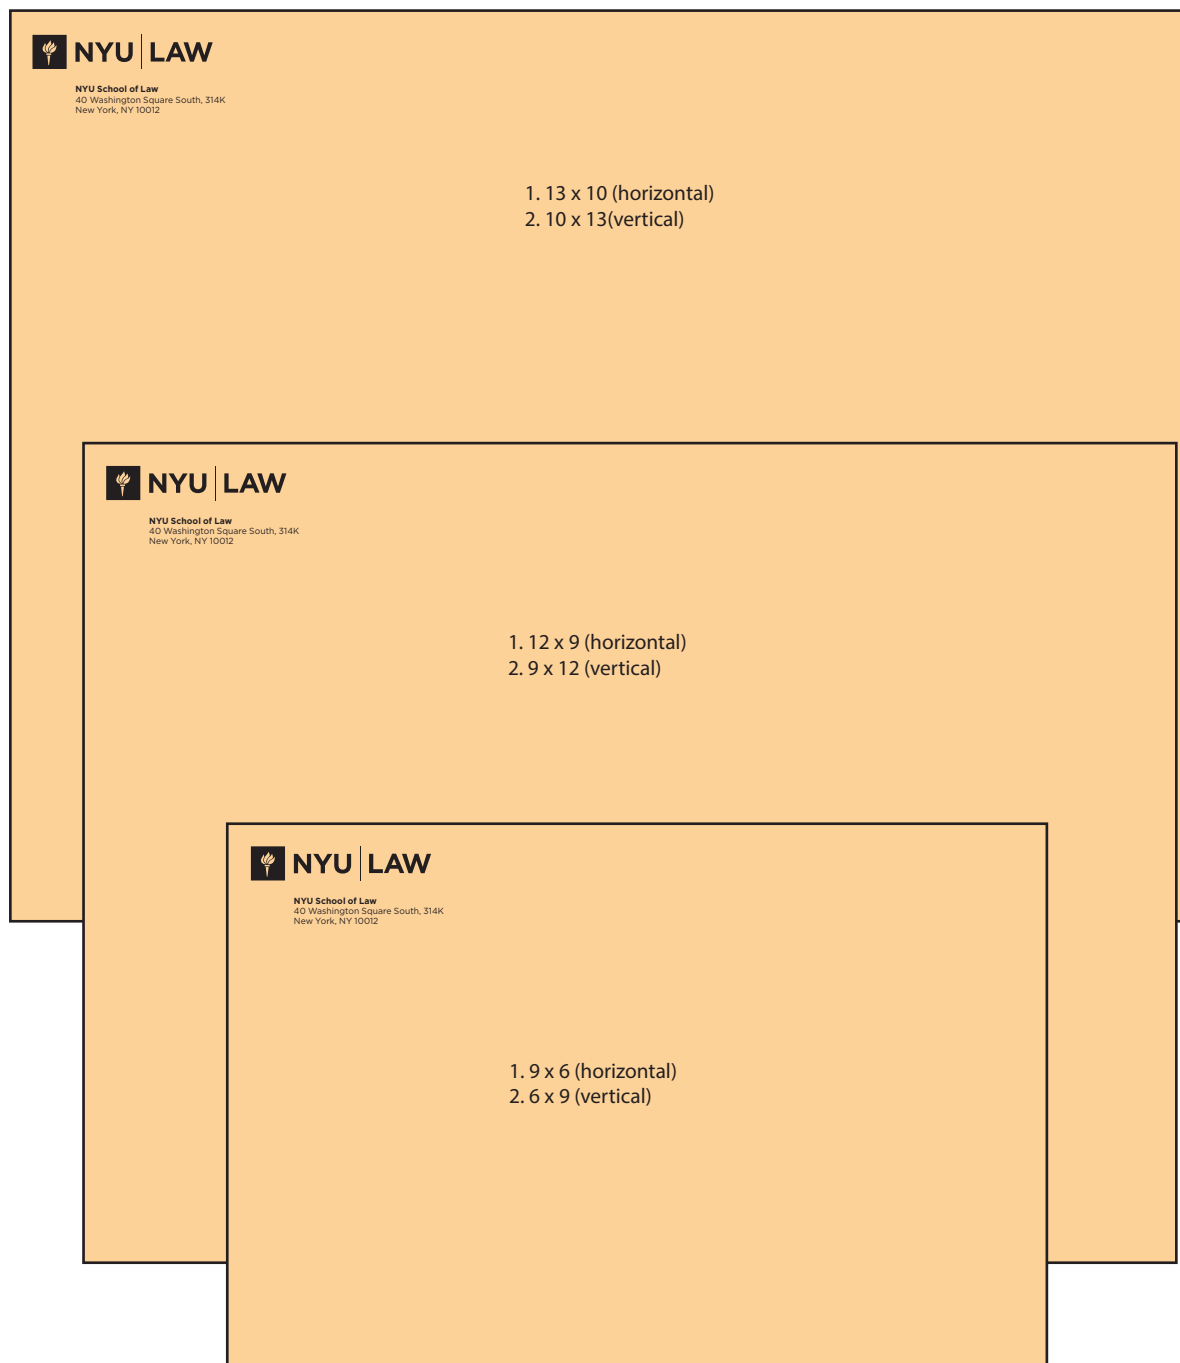 NYU LAW
NYU School of Law
40 Washington Square South, 314K
New York, NY 10012
1. 13 x 10 (horizontal)
2. 10 x 13(vertical)
NYU LAW
NYU School of Law
40 Washington Square South, 314K
New York, NY 10012
1. 12 x 9 (horizontal)
2. 9 x 12 (vertical)
NYU LAW
NYU School of Law
40 Washington Square South, 314K
New York, NY 10012
1. 9 x 6 (horizontal)
2. 6 x 9 (vertical)